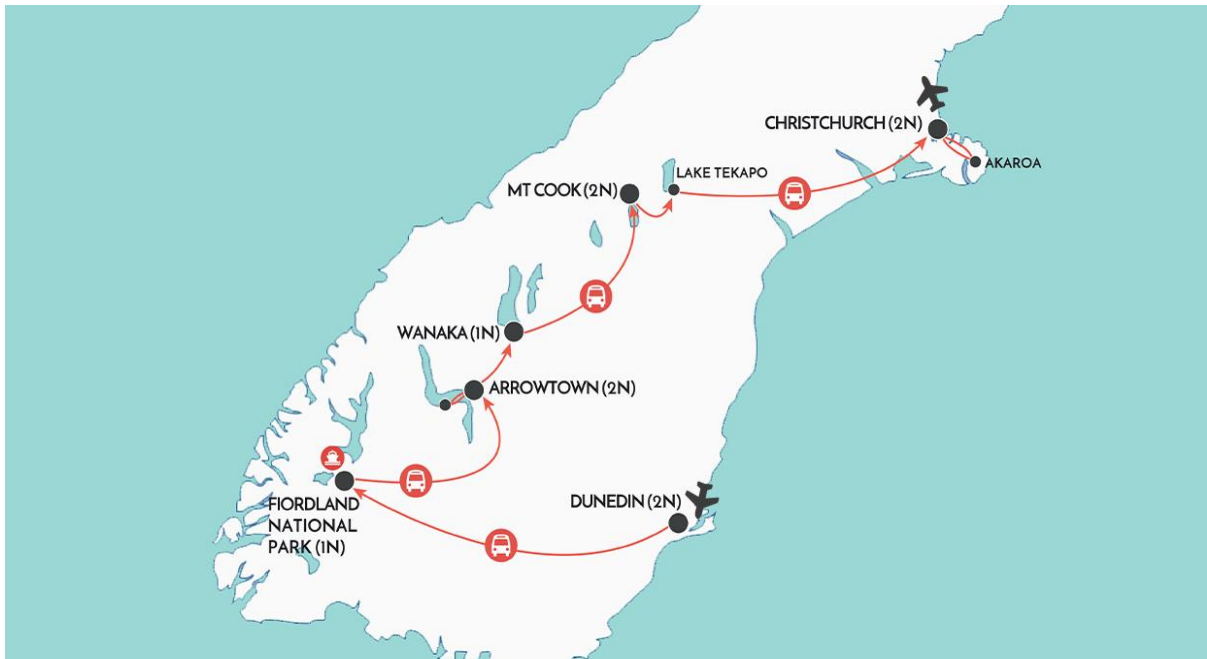 CHRISTCHURCH (2N)
AKAROA
LAKE TEKAPO
MT COOK (2N)
WANAKA (1N)
ARROWTOWN (2N)
FIORDLAND
NATIONAL
PARK (1N)
DUNEDIN (2N)